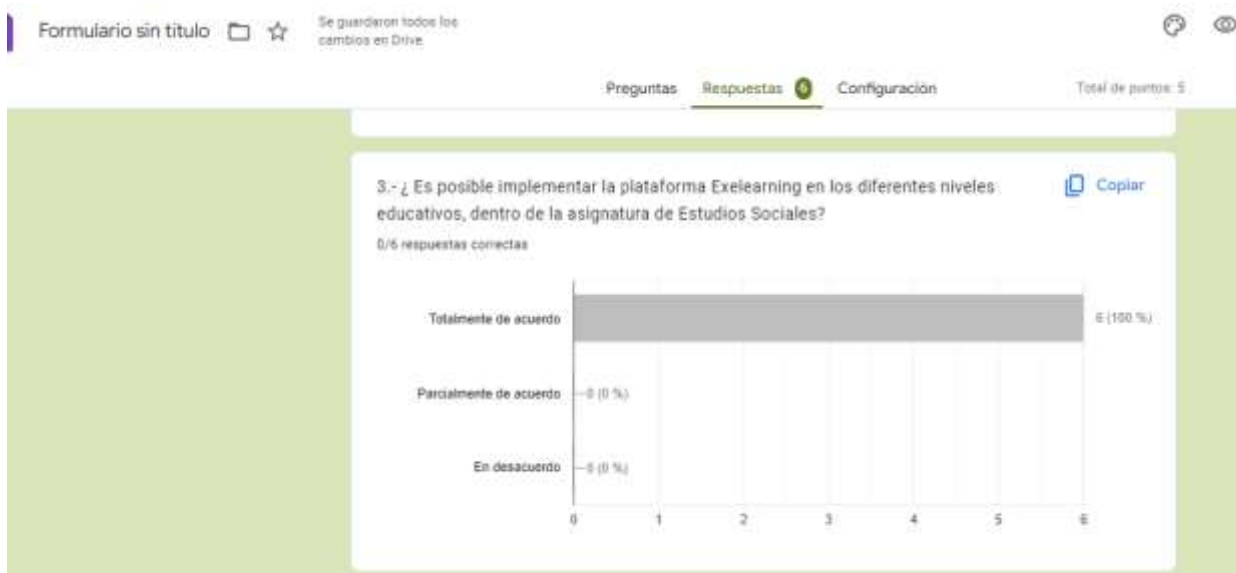 Formulario sin título
Se guardaron todos los
cambios en Drive
Preguntas Respuestas 6 Configuración Total de puntos: 5
3.- ¿ Es posible implementar la plataforma Exelearning en los diferentes niveles
educativos, dentro de la asignatura de Estudios Sociales?
Copiar
0/6 respuestas correctas
Totalmente de acuerdo 6 (100 %)
Parcialmente de acuerdo 0 (0 %)
En desacuerdo 0 (0 %)
0 1 2 3 4 5 6